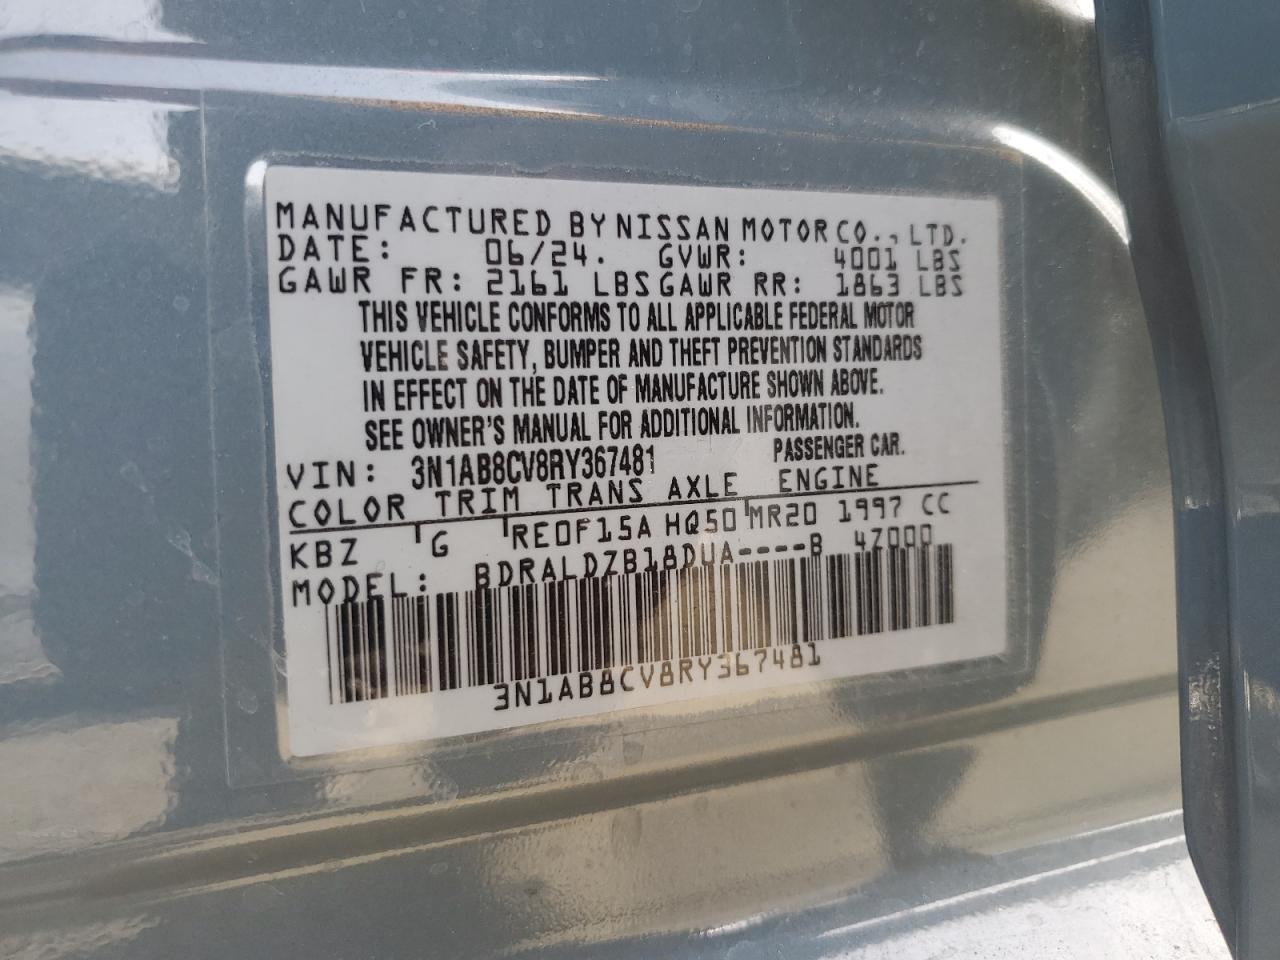 MANUFACTURED BY NISSAN MOTOR CO., LTD.
DATE: 06/24. GVWR: 4001 LBS
GAWR FR: 2161 LBS GAWR RR: 1863 LBS
THIS VEHICLE CONFORMS TO ALL APPLICABLE FEDERAL MOTOR
VEHICLE SAFETY, BUMPER AND THEFT PREVENTION STANDARDS
IN EFFECT ON THE DATE OF MANUFACTURE SHOWN ABOVE.
SEE OWNER'S MANUAL FOR ADDITIONAL INFORMATION.
VIN: 3N1AB8CV8RY367481 PASSENGER CAR.
COLOR TRIM TRANS AXLE ENGINE
KBZ G RE0F15A HQ50 MR20 1997 CC
MODEL: BDRALDZB18DUA----B 4Z000
3N1AB8CV8RY367481